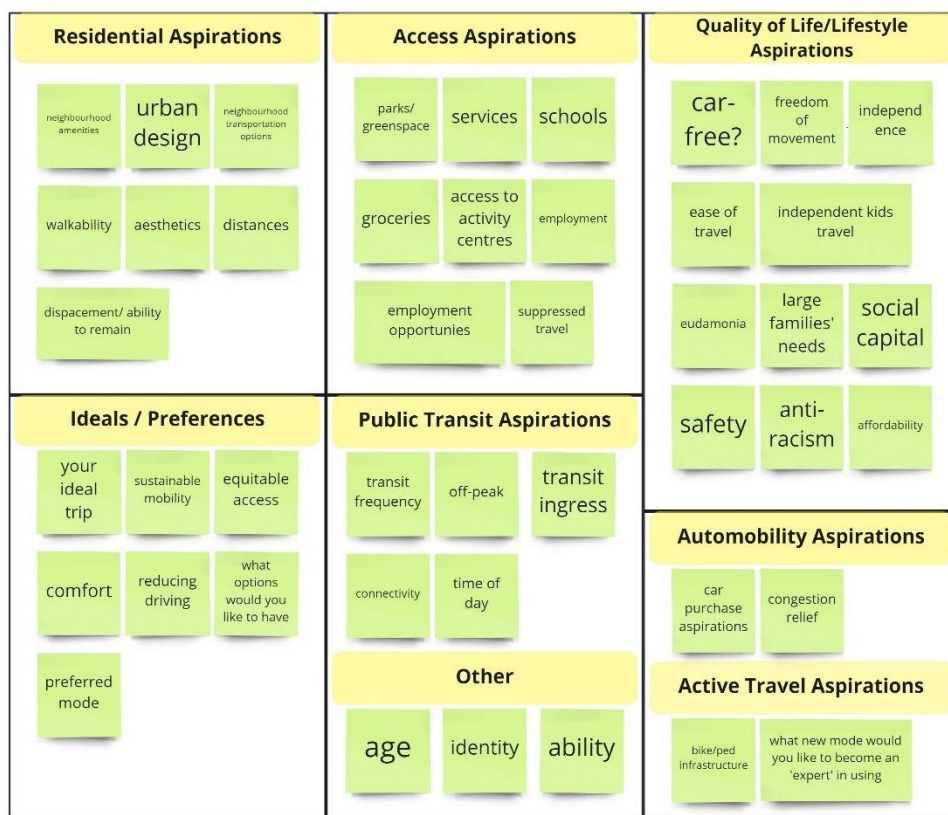 Residential Aspirations
neighbourhood
amenities
urban
design
neighbourhood
transportation
options
walkability
aesthetics
distances
dispacement/ ability
to remain
Access Aspirations
parks/
greenspace
services
schools
groceries
access to
activity
centres
employment
employment
opportunies
suppressed
travel
Quality of Life/Lifestyle
Aspirations
car-
free?
freedom
of
movement
independ
ence
ease of
travel
independent kids
travel
eudamonia
large
families'
needs
social
capital
safety
anti-
racism
affordability
Ideals / Preferences
your
ideal
trip
sustainable
mobility
equitable
access
comfort
reducing
driving
what
options
would you
like to have
preferred
mode
Public Transit Aspirations
transit
frequency
off-peak
transit
ingress
connectivity
time of
day
Other
age
identity
ability
Automobility Aspirations
car
purchase
aspirations
congestion
relief
Active Travel Aspirations
bike/ped
infrastructure
what new mode would
you like to become an
'expert' in using